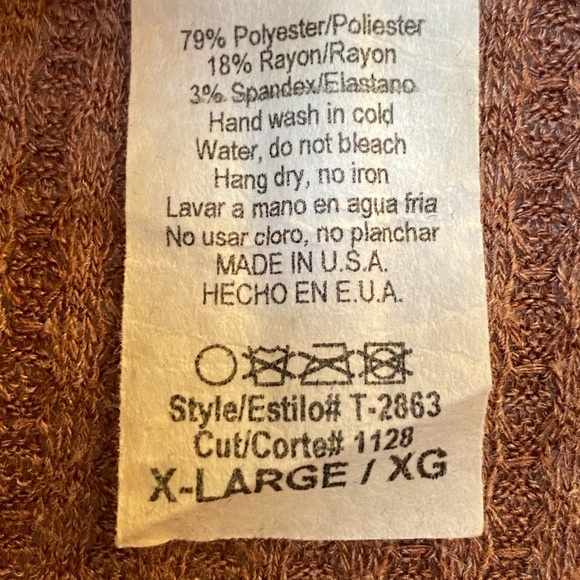 79% Polyester/Poliester
18% Rayon/Rayon
3% Spandex/Elastano
Hand wash in cold
Water, do not bleach
Hang dry, no iron
Lavar a mano en agua fria
No usar cloro, no planchar
MADE IN U.S.A.
HECHO EN E.U.A.
Style/Estilo# T-2863
Cut/Corte# 1128
X-LARGE / XG